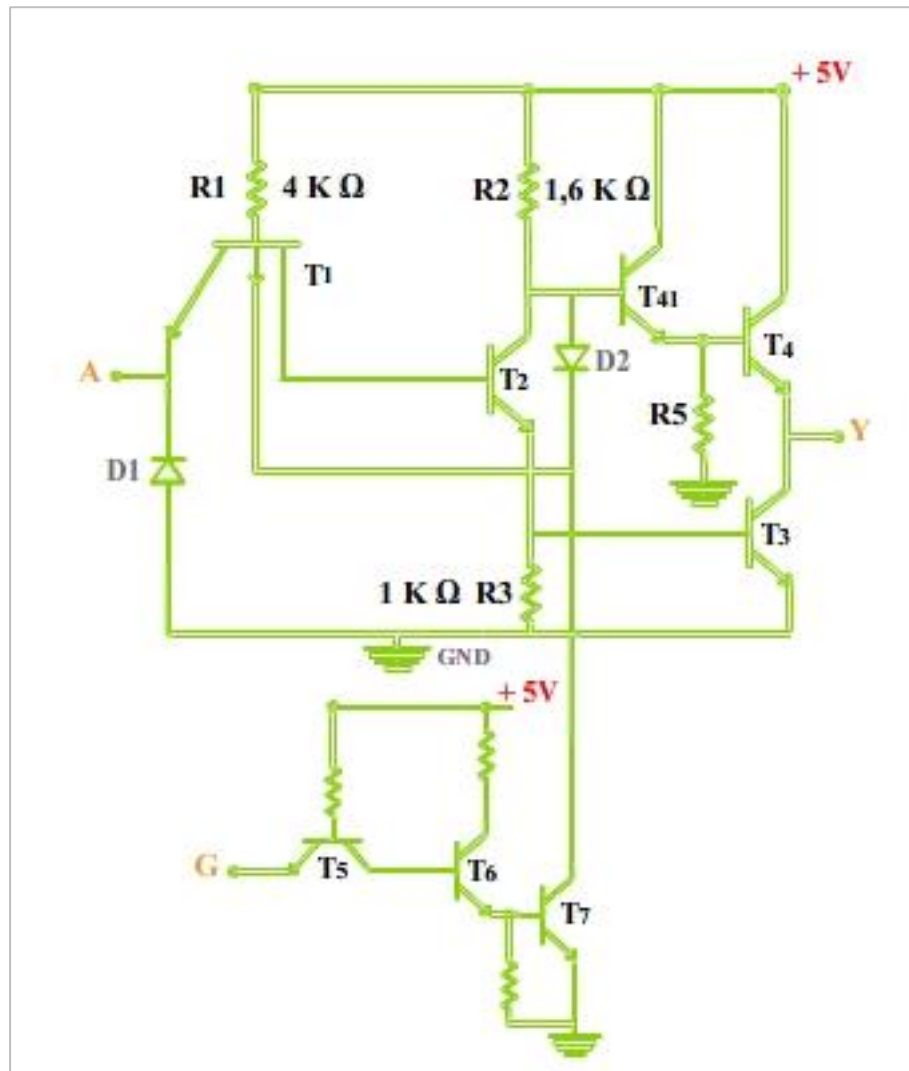 + 5V
R1 4 K Ω
R2 1,6 K Ω
T1
T41
T4
A
T2
D2
R5
Y
D1
T3
1 K Ω R3
GND
+ 5V
G
T5
T6
T7